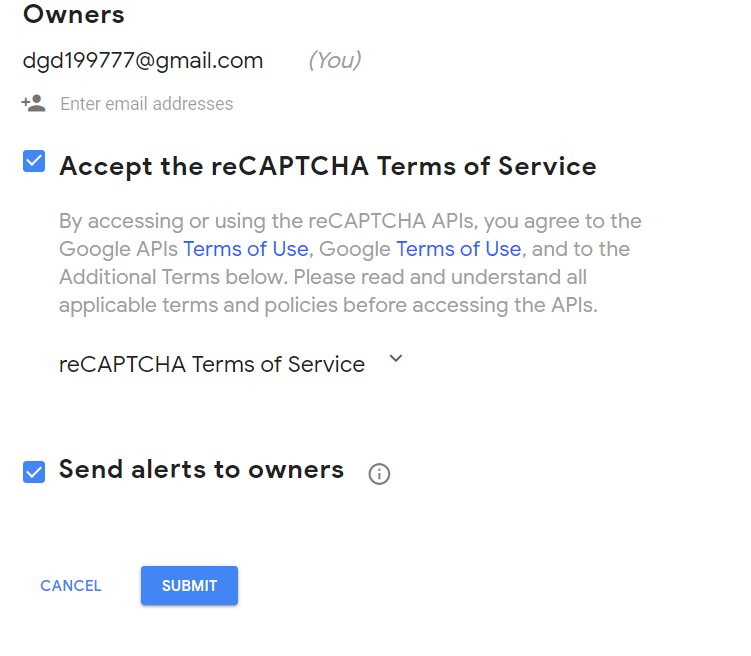 Owners
dgd199777@gmail.com (You)
Enter email addresses
Accept the reCAPTCHA Terms of Service
By accessing or using the reCAPTCHA APIs, you agree to the
Google APIs Terms of Use, Google Terms of Use, and to the
Additional Terms below. Please read and understand all
applicable terms and policies before accessing the APIs.
reCAPTCHA Terms of Service
Send alerts to owners
CANCEL SUBMIT